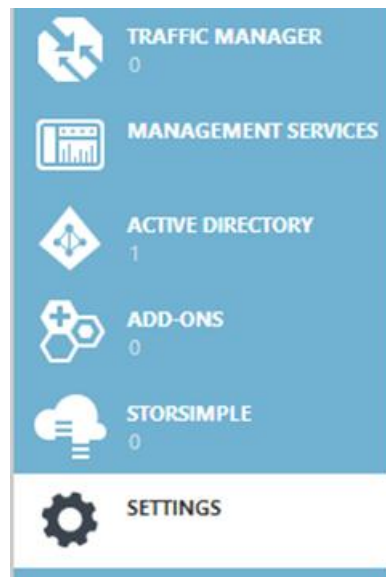 TRAFFIC MANAGER
0
MANAGEMENT SERVICES
ACTIVE DIRECTORY
1
ADD-ONS
0
STORSIMPLE
0
SETTINGS